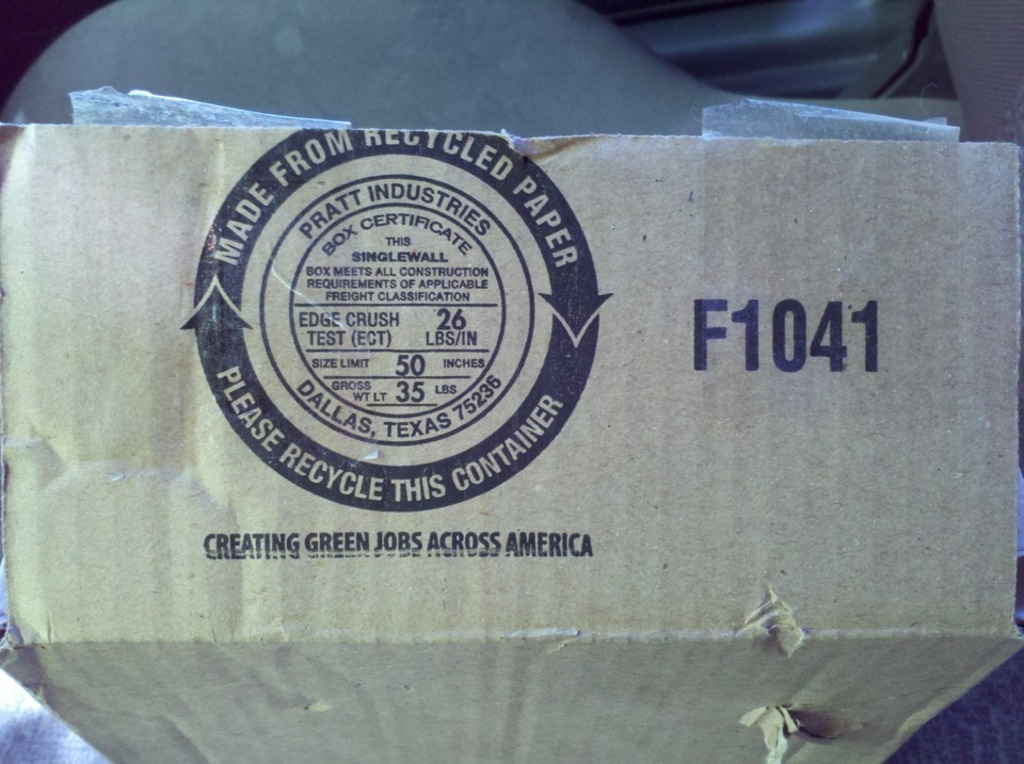 MADE FROM RECYCLED PAPER
PRATT INDUSTRIES
BOX CERTIFICATE
THIS
SINGLEWALL
BOX MEETS ALL CONSTRUCTION
REQUIREMENTS OF APPLICABLE
FREIGHT CLASSIFICATION
EDGE CRUSH TEST (ECT) 26 LBS/IN
SIZE LIMIT 50 INCHES
GROSS WT LT 35 LBS
DALLAS, TEXAS 75236
PLEASE RECYCLE THIS CONTAINER
CREATING GREEN JOBS ACROSS AMERICA
F1041